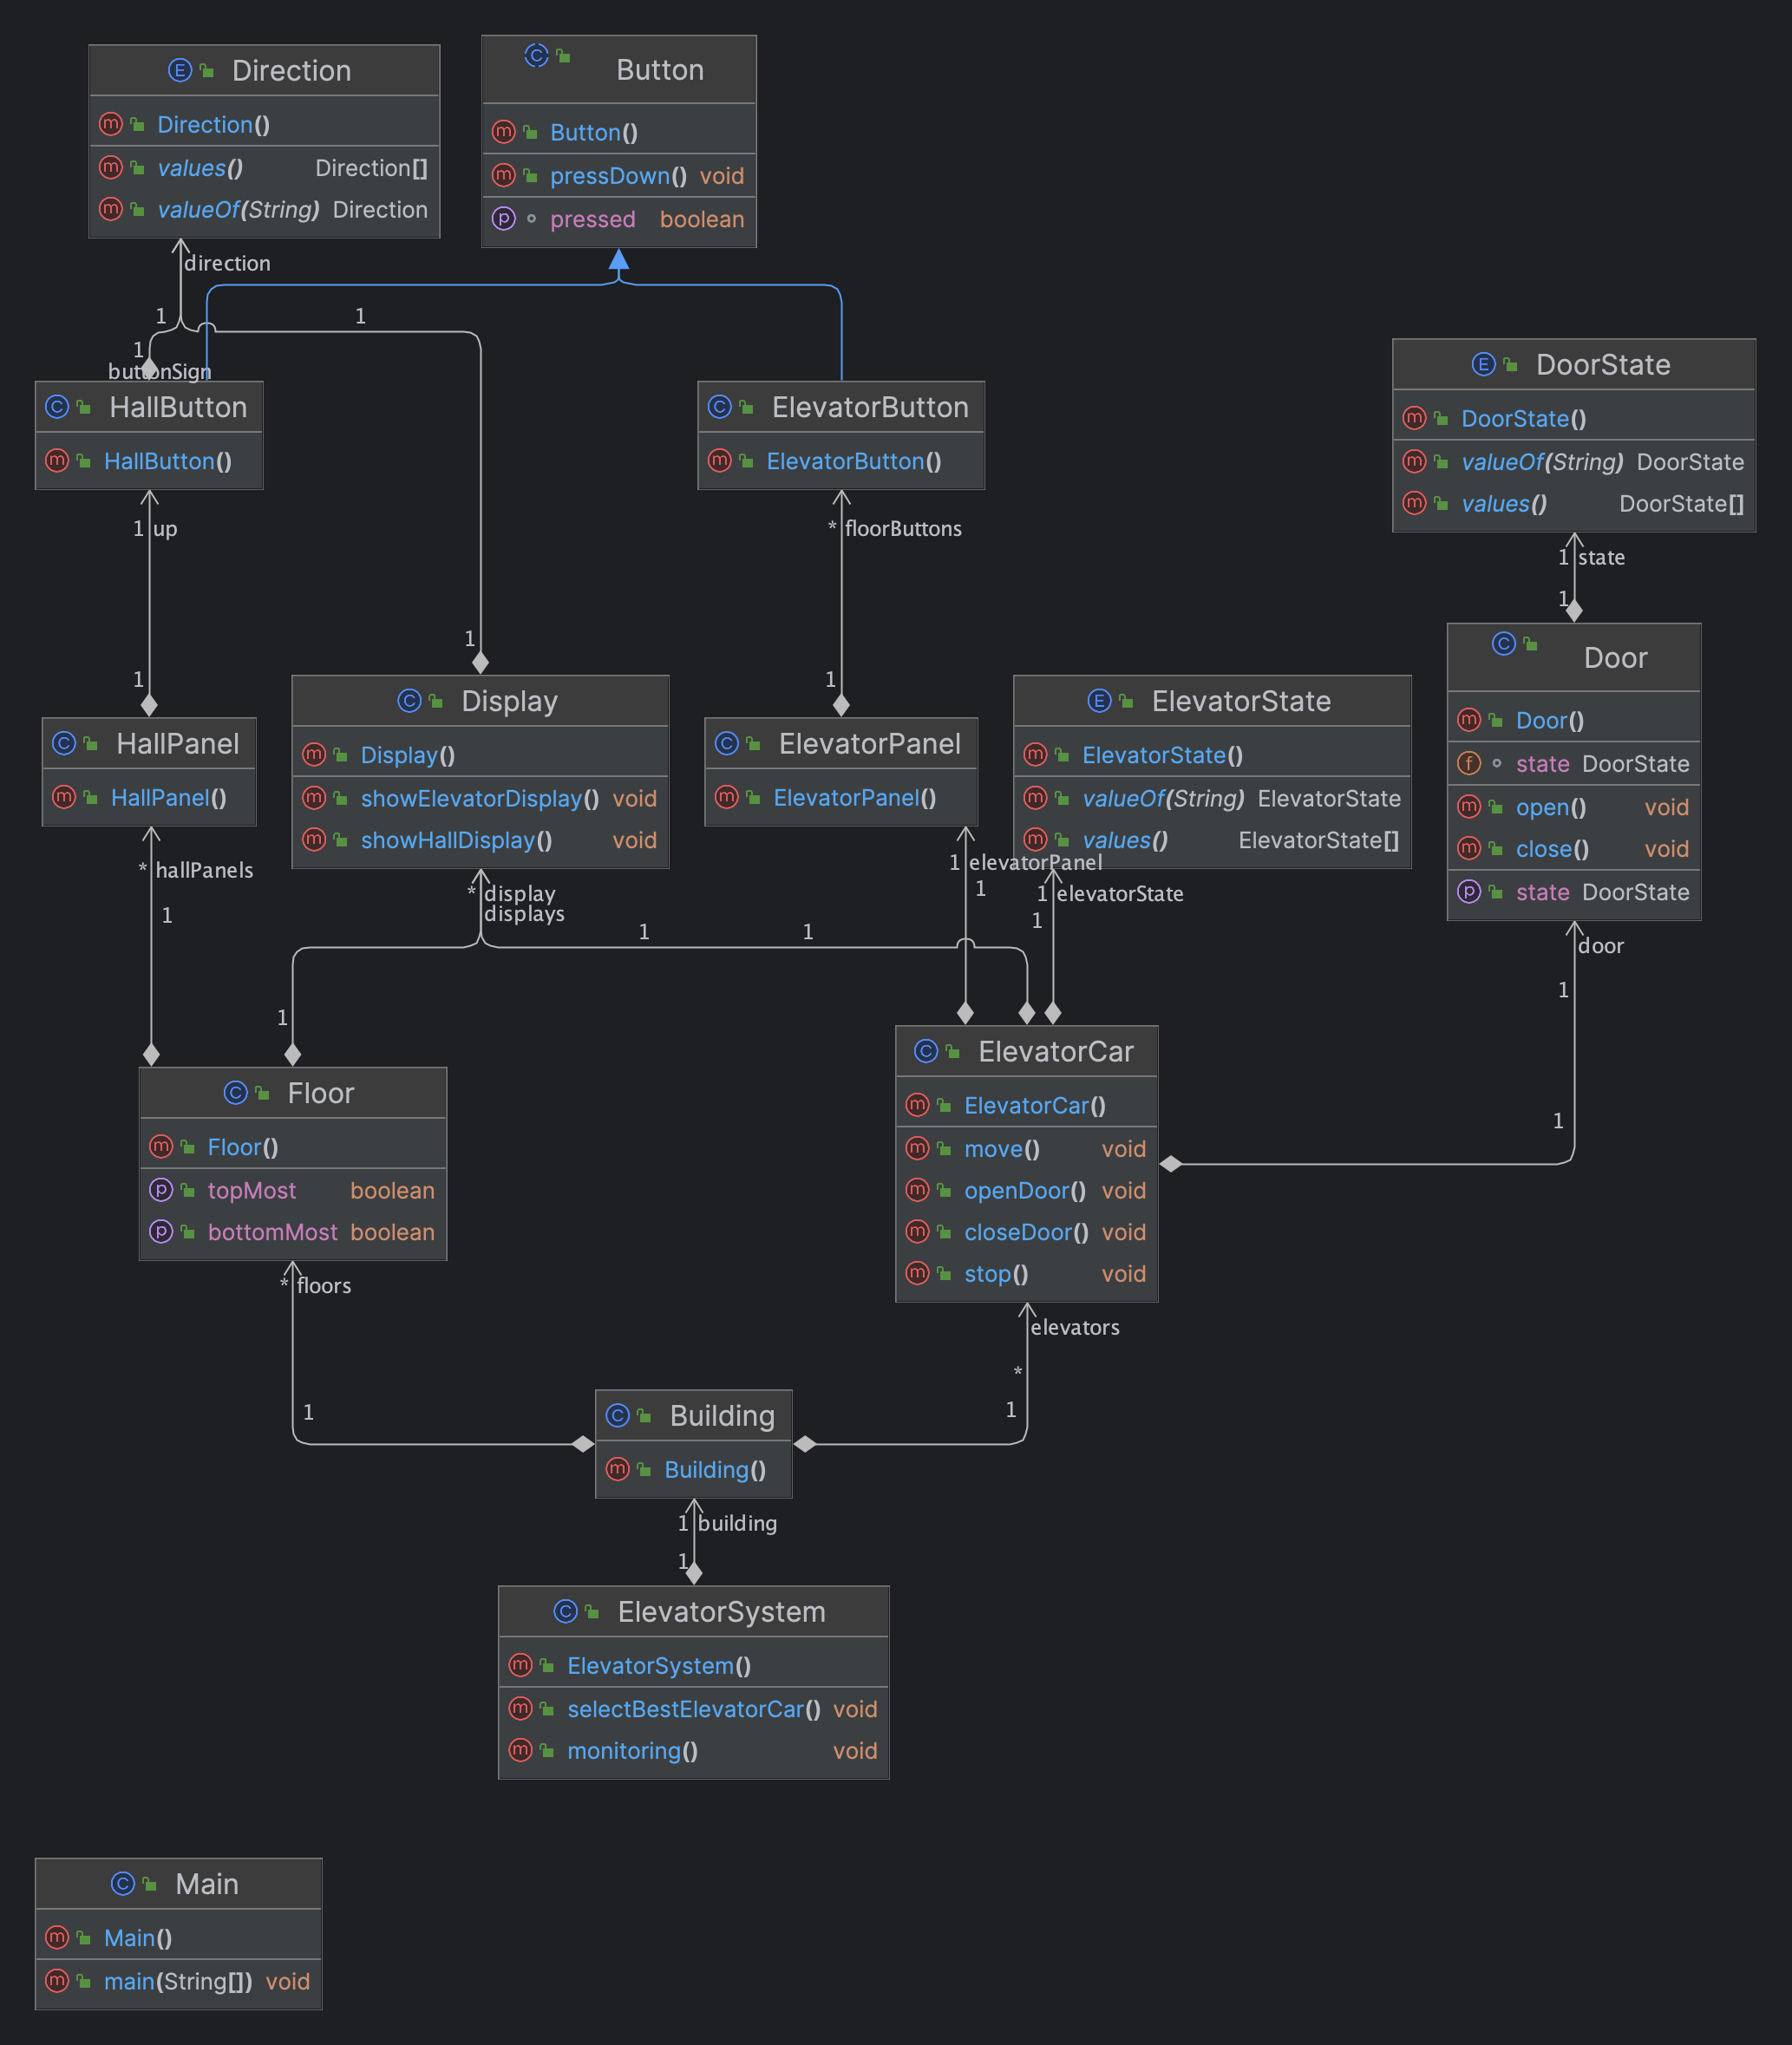 Direction
Direction()
values() Direction[]
valueOf(String) Direction
Button
Button()
pressDown() void
pressed boolean
direction
1
1
1
buttonSign
HallButton
HallButton()
ElevatorButton
ElevatorButton()
DoorState
DoorState()
valueOf(String) DoorState
values() DoorState[]
1 up
1
* floorButtons
1
1
1 state
1
HallPanel
HallPanel()
Display
Display()
showElevatorDisplay() void
showHallDisplay() void
ElevatorPanel
ElevatorPanel()
ElevatorState
ElevatorState()
valueOf(String) ElevatorState
values() ElevatorState[]
Door
Door()
state DoorState
open() void
close() void
state DoorState
* hallPanels
1
* display
displays
1
1
1
1 elevatorPanel
1
1 elevatorState
1
door
1
1
Floor
Floor()
topMost boolean
bottomMost boolean
ElevatorCar
ElevatorCar()
move() void
openDoor() void
closeDoor() void
stop() void
* floors
1
elevators
*
1
Building
Building()
1 building
1
ElevatorSystem
ElevatorSystem()
selectBestElevatorCar() void
monitoring() void
Main
Main()
main(String[]) void